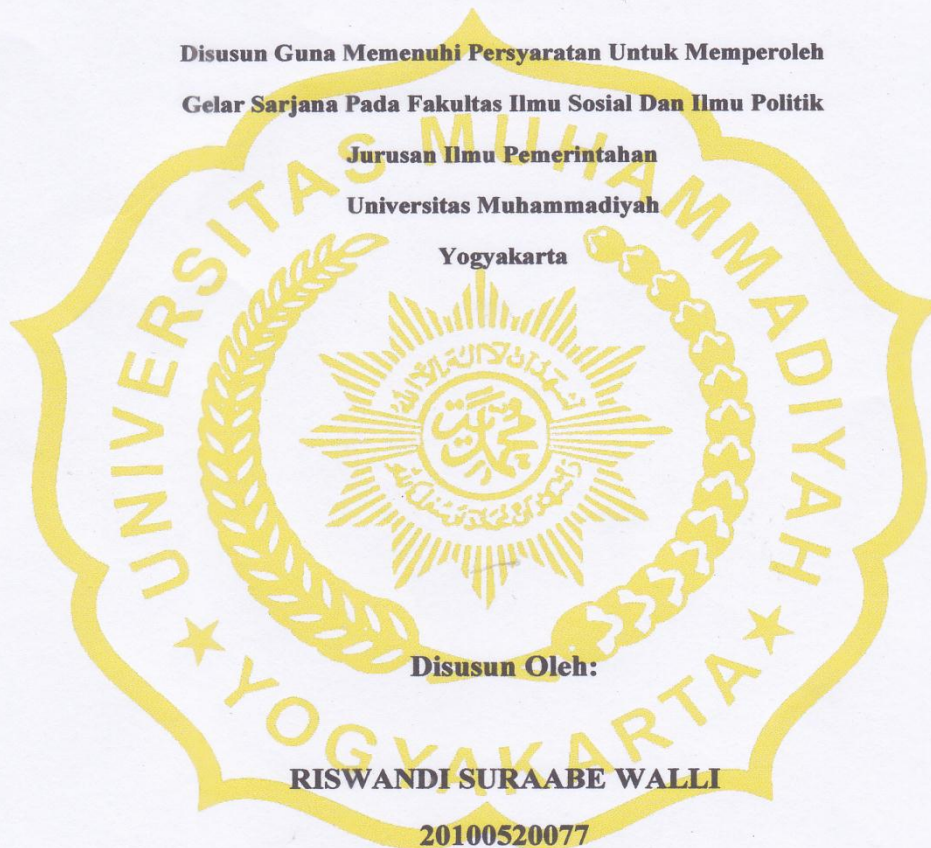 Disusun Guna Memenuhi Persyaratan Untuk Memperoleh
Gelar Sarjana Pada Fakultas Ilmu Sosial Dan Ilmu Politik
Jurusan Ilmu Pemerintahan
Universitas Muhammadiyah
Yogyakarta
UNIVERSITAS MUHAMMADIYAH
★ YOGYAKARTA ★
Disusun Oleh:
RISWANDI SURAABE WALLI
20100520077